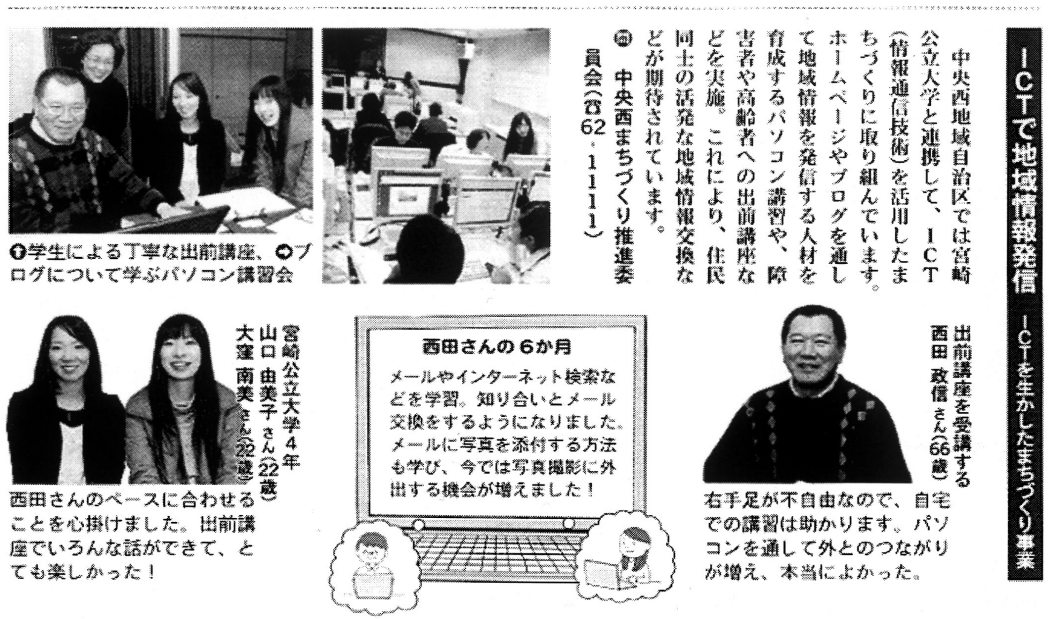 ICTで地域情報発信 ICTを生かしたまちづくり事業
中央西地域自治区では宮崎
公立大学と連携して、ICT
(情報通信技術)を活用したま
ちづくりに取り組んでいます。
ホームページやブログを通し
て地域情報を発信する人材を
育成するパソコン講習や、障
害者や高齢者への出前講座な
どを実施。これにより、住民
同士の活発な地域情報交換な
どが期待されています。
問 中央西まちづくり推進委
員会(☎62-1111)
⬆学生による丁寧な出前講座、➡ブ
ログについて学ぶパソコン講習会
出前講座を受講する
西田 政信さん(66歳)
右手足が不自由なので、自宅
での講習は助かります。パソ
コンを通して外とのつながり
が増え、本当によかった。
西田さんの6か月
メールやインターネット検索な
どを学習。知り合いとメール
交換をするようになりました。
メールに写真を添付する方法
も学び、今では写真撮影に外
出する機会が増えました!
宮崎公立大学4年
山口 由美子さん(22歳)
大窪 南美さん(22歳)
西田さんのペースに合わせる
ことを心掛けました。出前講
座でいろんな話ができて、と
ても楽しかった!